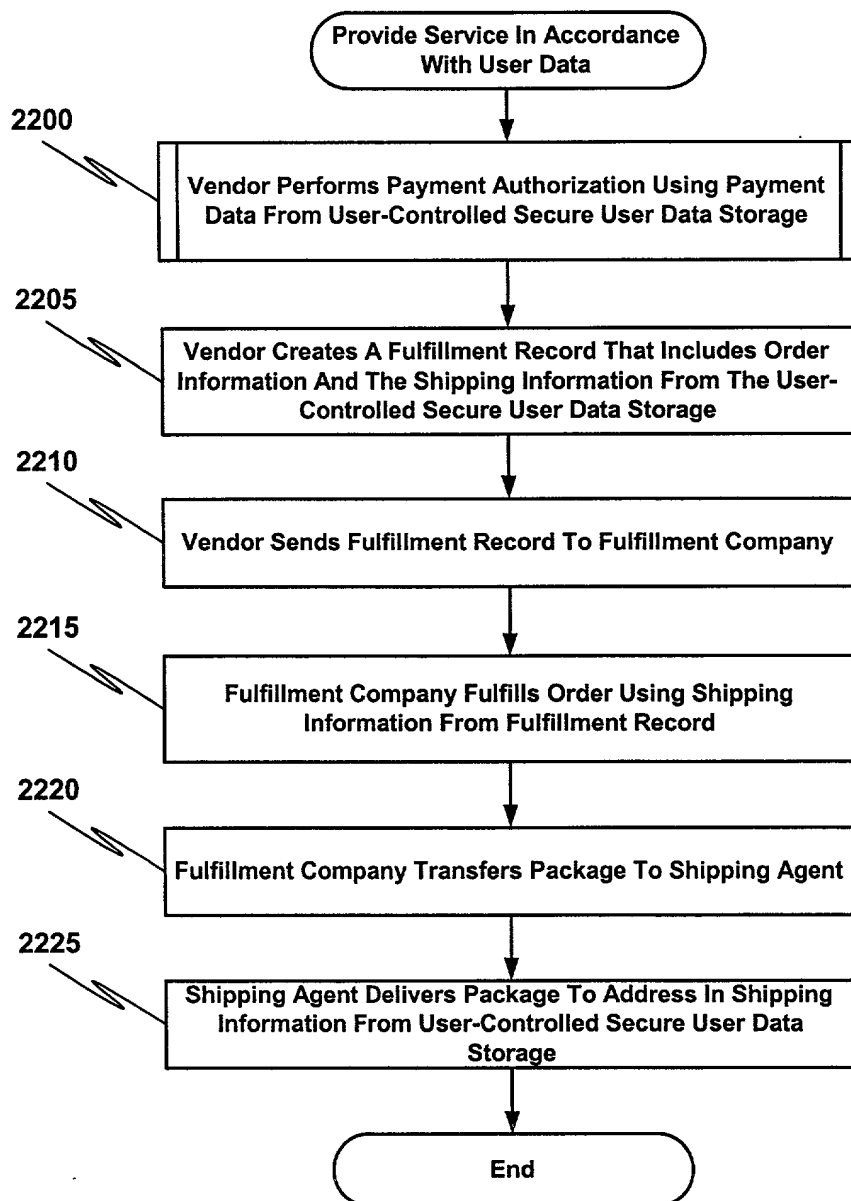 Provide Service In Accordance
With User Data
2200
Vendor Performs Payment Authorization Using Payment
Data From User-Controlled Secure User Data Storage
2205
Vendor Creates A Fulfillment Record That Includes Order
Information And The Shipping Information From The User-
Controlled Secure User Data Storage
2210
Vendor Sends Fulfillment Record To Fulfillment Company
2215
Fulfillment Company Fulfills Order Using Shipping
Information From Fulfillment Record
2220
Fulfillment Company Transfers Package To Shipping Agent
2225
Shipping Agent Delivers Package To Address In Shipping
Information From User-Controlled Secure User Data
Storage
End